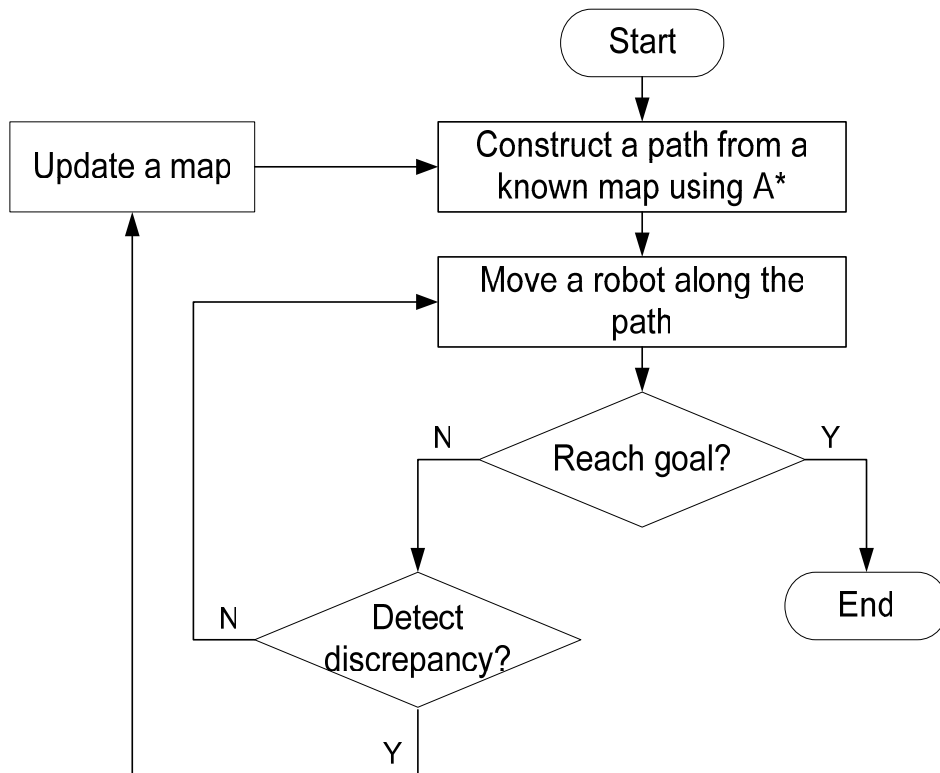 Start
Construct a path from a
known map using A*
Update a map
Move a robot along the
path
Reach goal?
N
Y
End
Detect
discrepancy?
N
Y